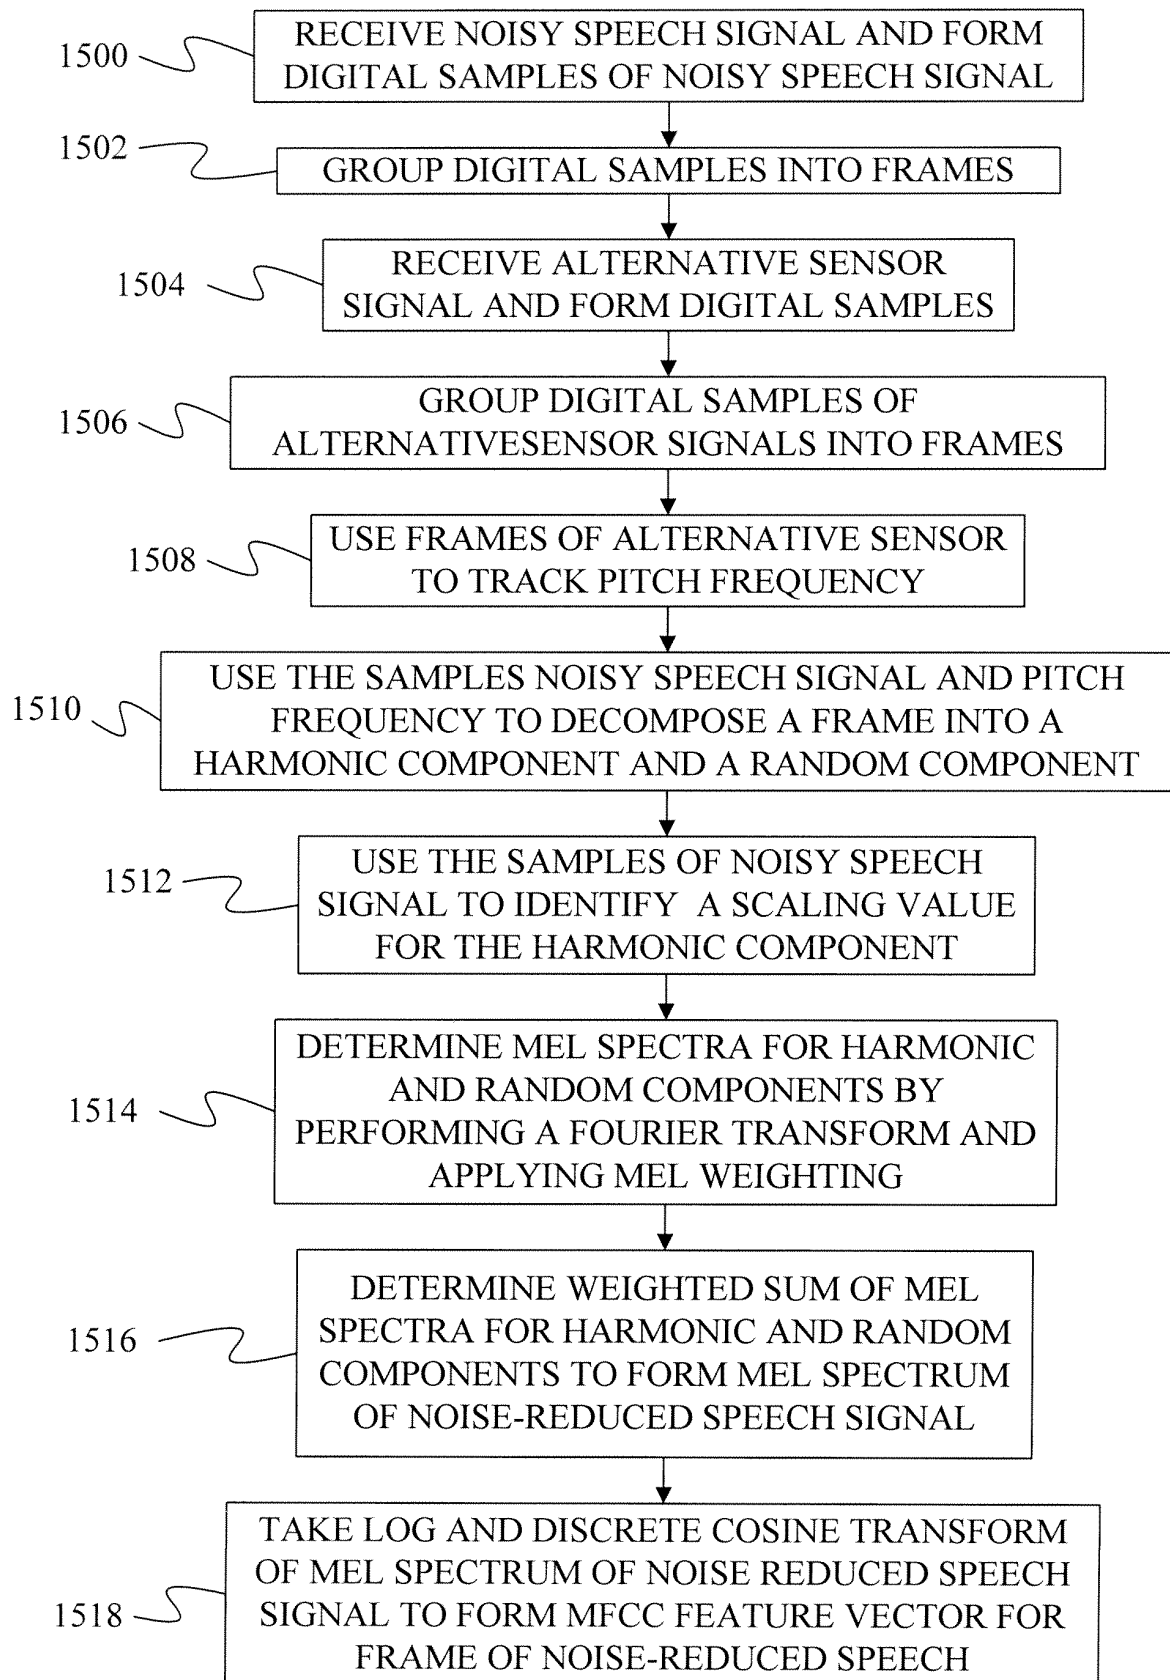 1500
RECEIVE NOISY SPEECH SIGNAL AND FORM
DIGITAL SAMPLES OF NOISY SPEECH SIGNAL
1502
GROUP DIGITAL SAMPLES INTO FRAMES
1504
RECEIVE ALTERNATIVE SENSOR
SIGNAL AND FORM DIGITAL SAMPLES
1506
GROUP DIGITAL SAMPLES OF
ALTERNATIVESENSOR SIGNALS INTO FRAMES
1508
USE FRAMES OF ALTERNATIVE SENSOR
TO TRACK PITCH FREQUENCY
1510
USE THE SAMPLES NOISY SPEECH SIGNAL AND PITCH
FREQUENCY TO DECOMPOSE A FRAME INTO A
HARMONIC COMPONENT AND A RANDOM COMPONENT
1512
USE THE SAMPLES OF NOISY SPEECH
SIGNAL TO IDENTIFY A SCALING VALUE
FOR THE HARMONIC COMPONENT
1514
DETERMINE MEL SPECTRA FOR HARMONIC
AND RANDOM COMPONENTS BY
PERFORMING A FOURIER TRANSFORM AND
APPLYING MEL WEIGHTING
1516
DETERMINE WEIGHTED SUM OF MEL
SPECTRA FOR HARMONIC AND RANDOM
COMPONENTS TO FORM MEL SPECTRUM
OF NOISE-REDUCED SPEECH SIGNAL
1518
TAKE LOG AND DISCRETE COSINE TRANSFORM
OF MEL SPECTRUM OF NOISE REDUCED SPEECH
SIGNAL TO FORM MFCC FEATURE VECTOR FOR
FRAME OF NOISE-REDUCED SPEECH